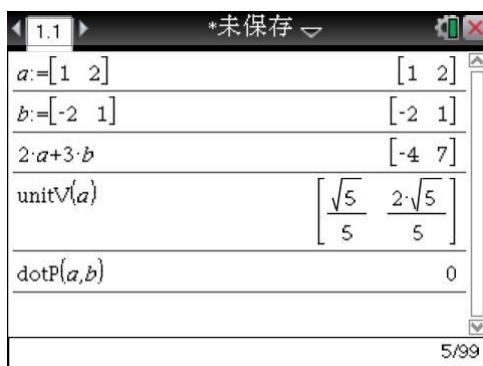 1.1 *未保存
a:=[1 2] [1 2]
b:=[-2 1] [-2 1]
2·a+3·b [-4 7]
unitV(a) [√5/5 2·√5/5]
dotP(a,b) 0
5/99